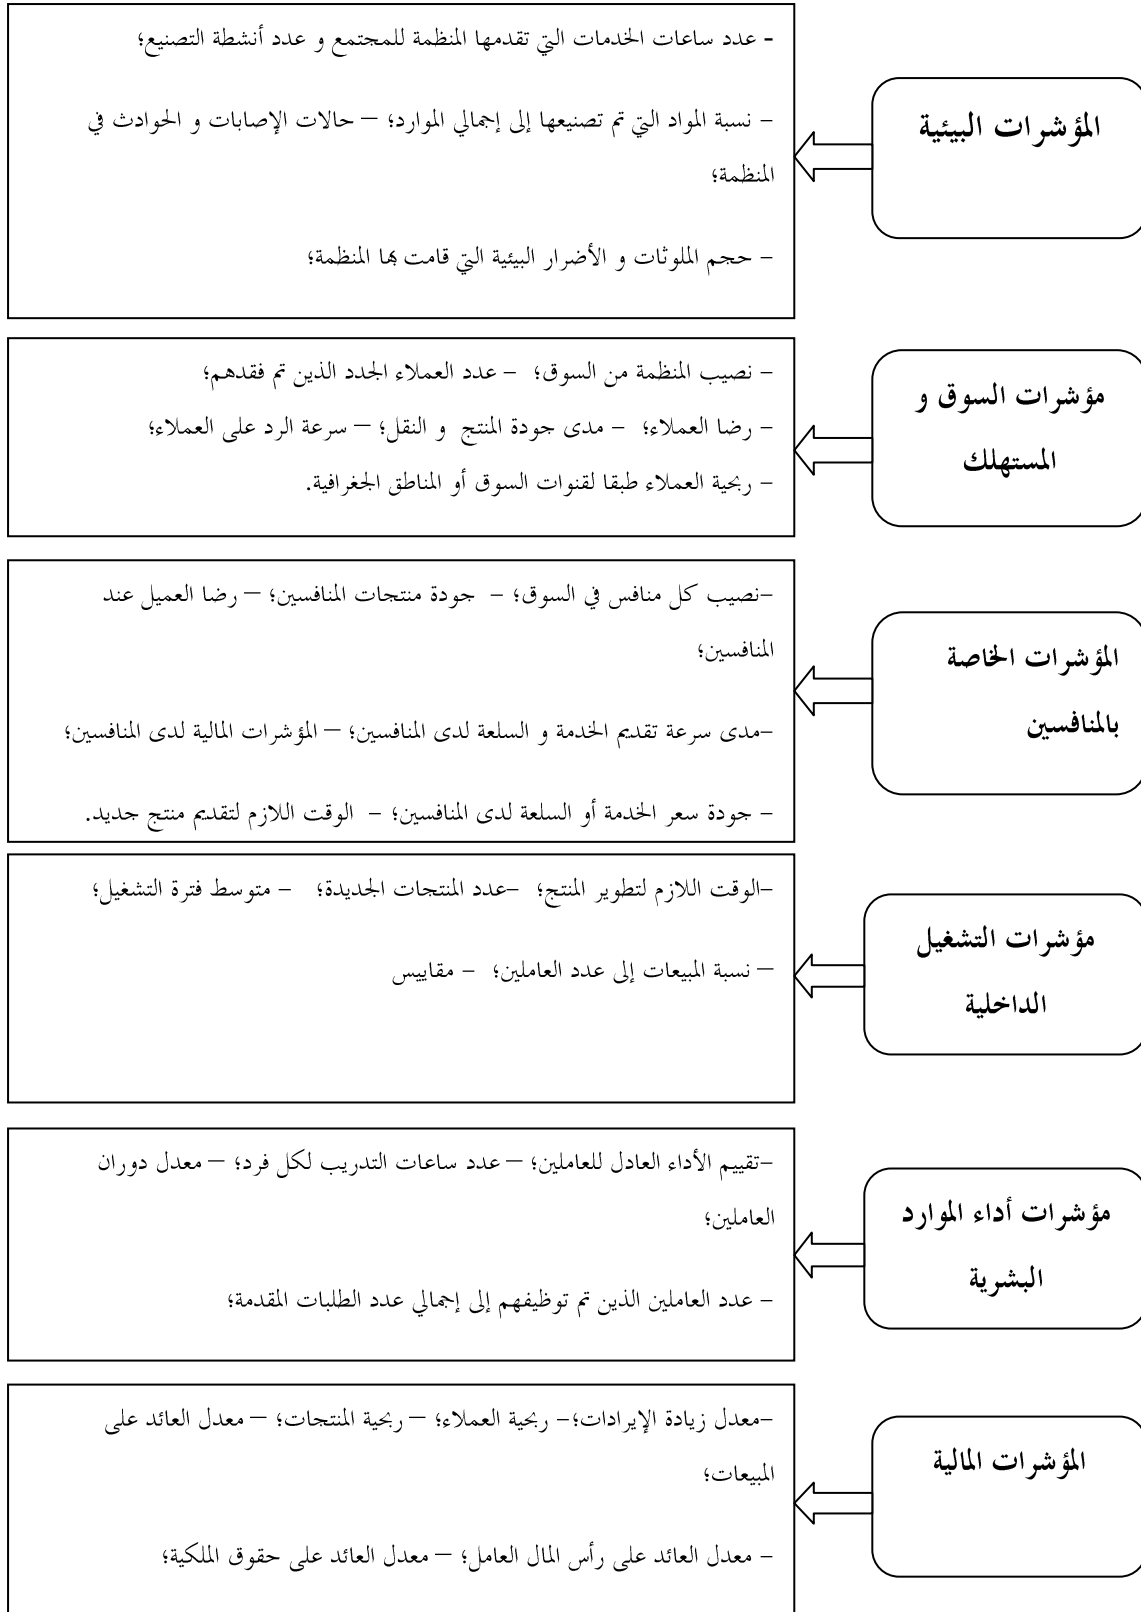 المؤشرات البيئية
- عدد ساعات الخدمات التي تقدمها المنظمة للمجتمع و عدد أنشطة التصنيع؛
- نسبة المواد التي تم تصنيعها إلى إجمالي الموارد؛ – حالات الإصابات و الحوادث في
المنظمة؛
- حجم الملوثات و الأضرار البيئية التي قامت بها المنظمة؛
مؤشرات السوق و
المستهلك
- نصيب المنظمة من السوق؛ - عدد العملاء الجدد الذين تم فقدهم؛
- رضا العملاء؛ - مدى جودة المنتج و النقل؛ – سرعة الرد على العملاء؛
- ربحية العملاء طبقا لقنوات السوق أو المناطق الجغرافية.
المؤشرات الخاصة
بالمنافسين
-نصيب كل منافس في السوق؛ - جودة منتجات المنافسين؛ – رضا العميل عند
المنافسين؛
-مدى سرعة تقديم الخدمة و السلعة لدى المنافسين؛ – المؤشرات المالية لدى المنافسين؛
- جودة سعر الخدمة أو السلعة لدى المنافسين؛ - الوقت اللازم لتقديم منتج جديد.
مؤشرات التشغيل
الداخلية
-الوقت اللازم لتطوير المنتج؛ -عدد المنتجات الجديدة؛ - متوسط فترة التشغيل؛
– نسبة المبيعات إلى عدد العاملين؛ - مقاييس
مؤشرات أداء الموارد
البشرية
-تقييم الأداء العادل للعاملين؛ – عدد ساعات التدريب لكل فرد؛ – معدل دوران
العاملين؛
- عدد العاملين الذين تم توظيفهم إلى إجمالي عدد الطلبات المقدمة؛
المؤشرات المالية
-معدل زيادة الإيرادات؛- ربحية العملاء؛ – ربحية المنتجات؛ – معدل العائد على
المبيعات؛
- معدل العائد على رأس المال العامل؛ – معدل العائد على حقوق الملكية؛